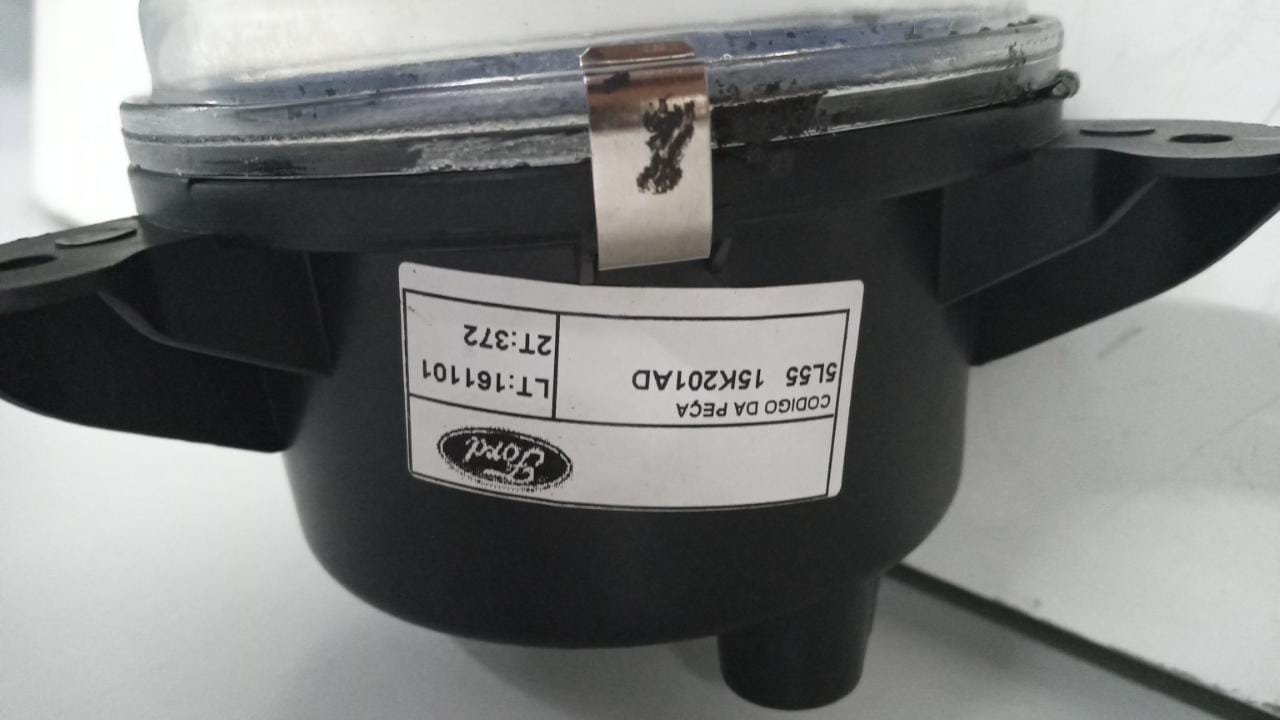 Ford
CODIGO DA PEÇA
5L55 15K201AD
LT:161101
2T:372